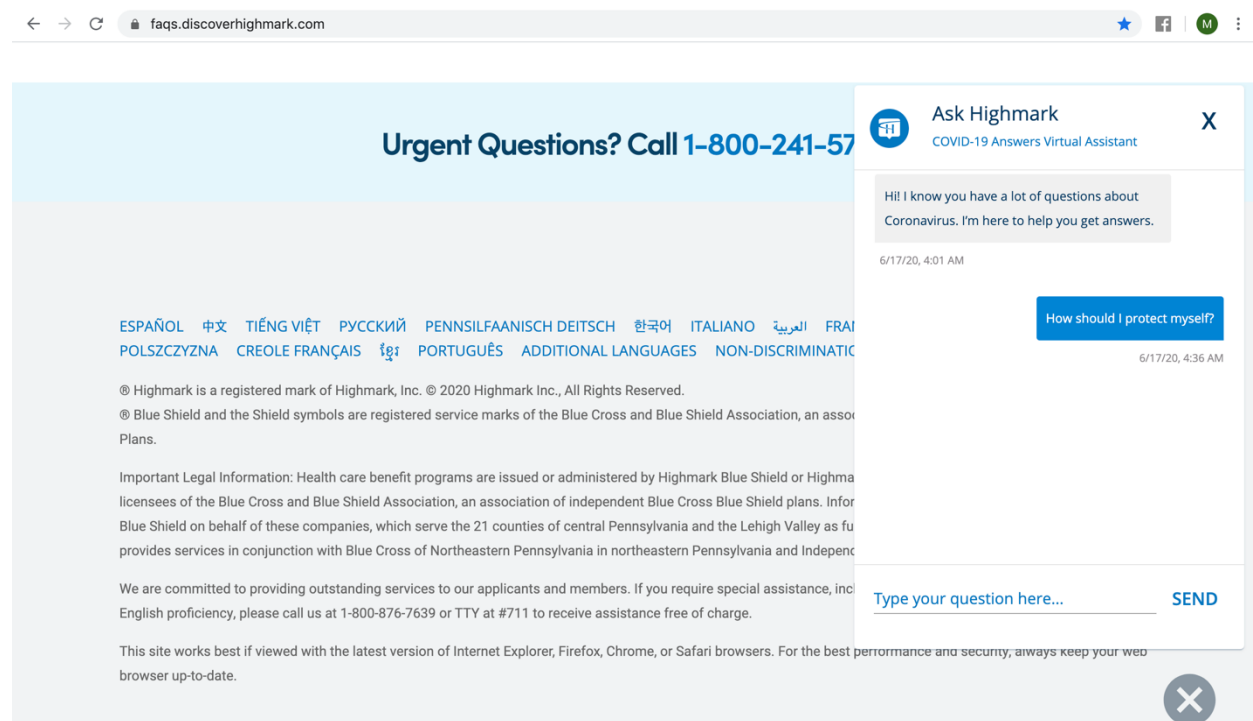 faqs.discoverhighmark.com
M
Urgent Questions? Call 1-800-241-57
Ask Highmark
COVID-19 Answers Virtual Assistant
X
Hi! I know you have a lot of questions about
Coronavirus. I'm here to help you get answers.
6/17/20, 4:01 AM
How should I protect myself?
6/17/20, 4:36 AM
Type your question here...
SEND
ESPAÑOL 中文 TIẾNG VIỆT РУССКИЙ PENNSILFAANISCH DEITSCH 한국어 ITALIANO العربية FRAN
POLSZCZYZNA CREOLE FRANÇAIS ខ្មែរ PORTUGUÊS ADDITIONAL LANGUAGES NON-DISCRIMINATIO
® Highmark is a registered mark of Highmark, Inc. © 2020 Highmark Inc., All Rights Reserved.
® Blue Shield and the Shield symbols are registered service marks of the Blue Cross and Blue Shield Association, an asso
Plans.
Important Legal Information: Health care benefit programs are issued or administered by Highmark Blue Shield or Highma
licensees of the Blue Cross and Blue Shield Association, an association of independent Blue Cross Blue Shield plans. Infor
Blue Shield on behalf of these companies, which serve the 21 counties of central Pennsylvania and the Lehigh Valley as fu
provides services in conjunction with Blue Cross of Northeastern Pennsylvania in northeastern Pennsylvania and Independ
We are committed to providing outstanding services to our applicants and members. If you require special assistance, incl
English proficiency, please call us at 1-800-876-7639 or TTY at #711 to receive assistance free of charge.
This site works best if viewed with the latest version of Internet Explorer, Firefox, Chrome, or Safari browsers. For the best performance and security, always keep your web
browser up-to-date.